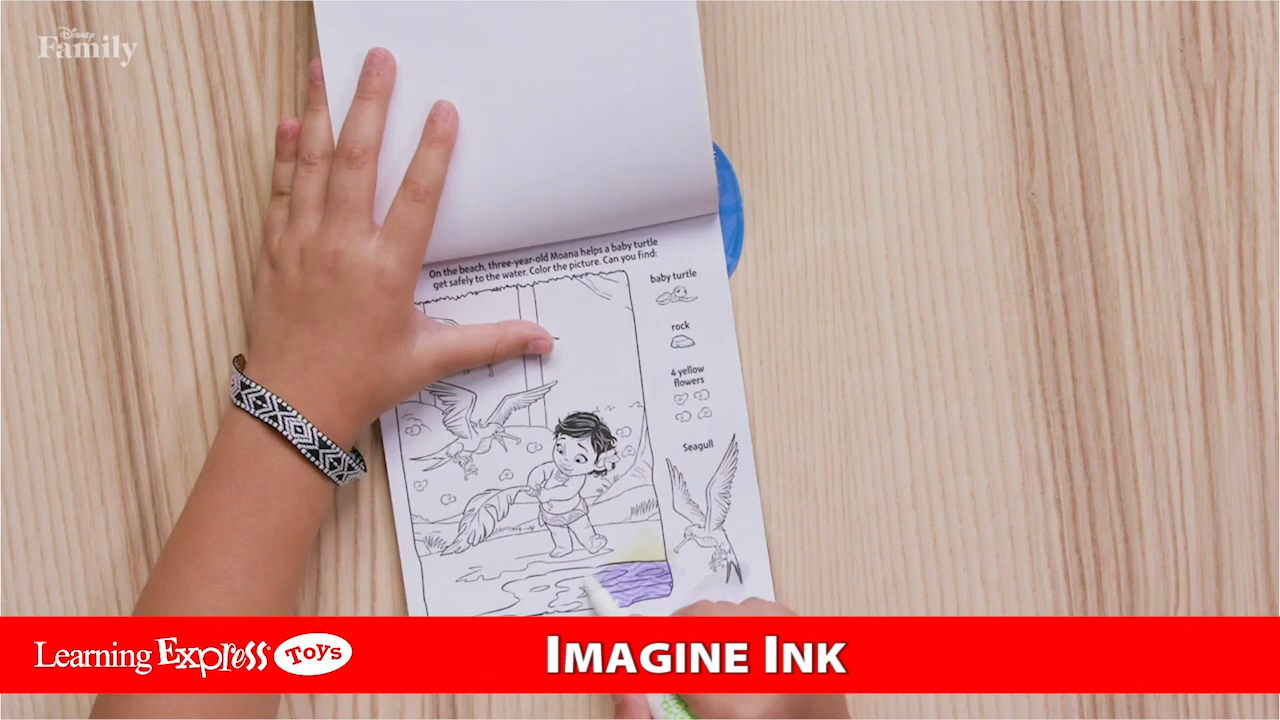 Disney
Family
On the beach, three-year-old Moana helps a baby turtle
get safely to the water. Color the picture. Can you find:
baby turtle
rock
4 yellow
flowers
Seagull
Learning Express® Toys
IMAGINE INK